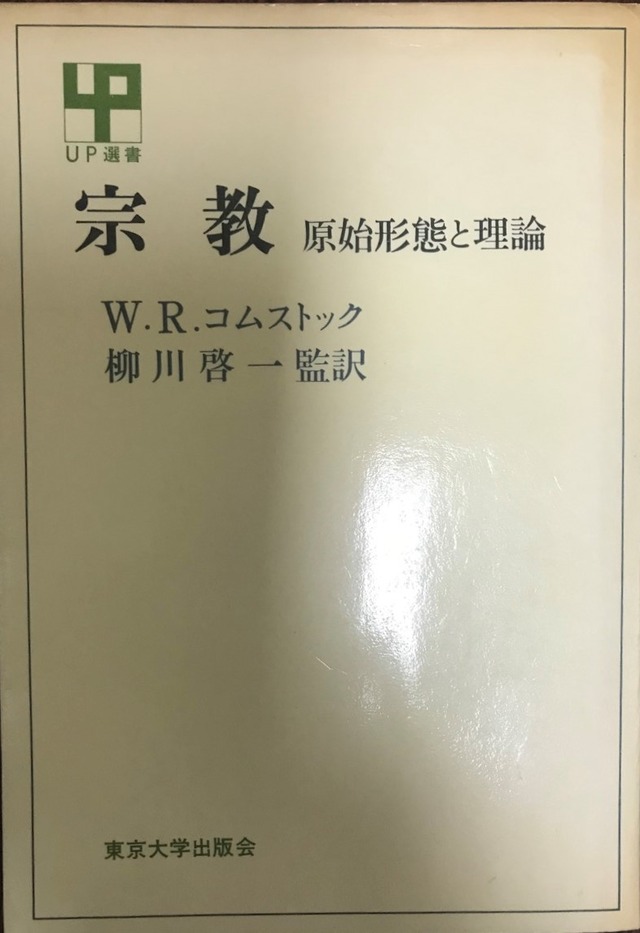 UP選書
宗教 原始形態と理論
W.R.コムストック
柳川啓一監訳
東京大学出版会